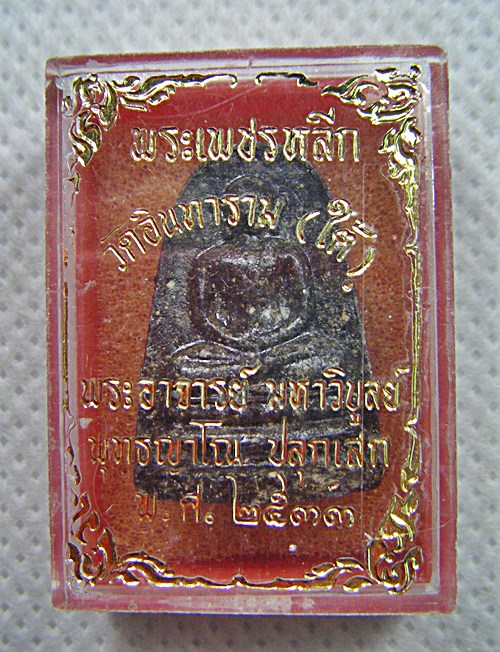 พระเพชรหลีก
วัดอินทาราม (ใต้)
พระอาจารย์ มหาวิบูลย์
พุทธญาโณ ปลุกเสก
พ.ศ. ๒๕๓๓